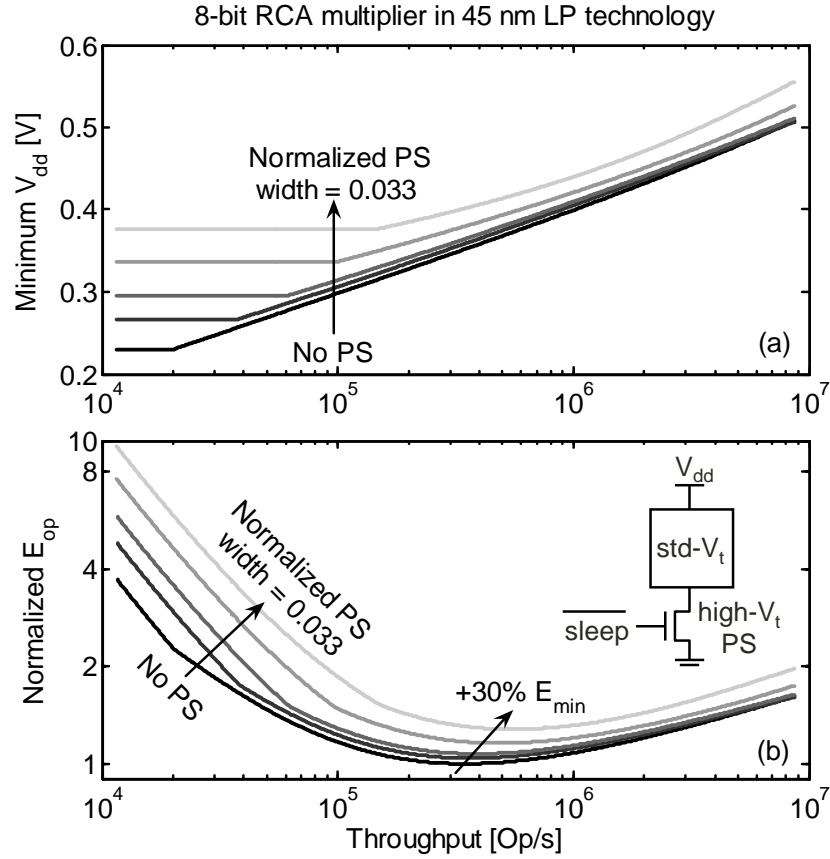 8-bit RCA multiplier in 45 nm LP technology
0.6
0.5
0.4
0.3
0.2
Minimum V_dd [V]
Normalized PS
width = 0.033
No PS
(a)
10^4
10^5
10^6
10^7
10
8
4
2
1
Normalized E_op
Normalized PS
width = 0.033
No PS
+30% E_min
V_dd
std-V_t
high-V_t
PS
sleep
(b)
10^4
10^5
10^6
10^7
Throughput [Op/s]